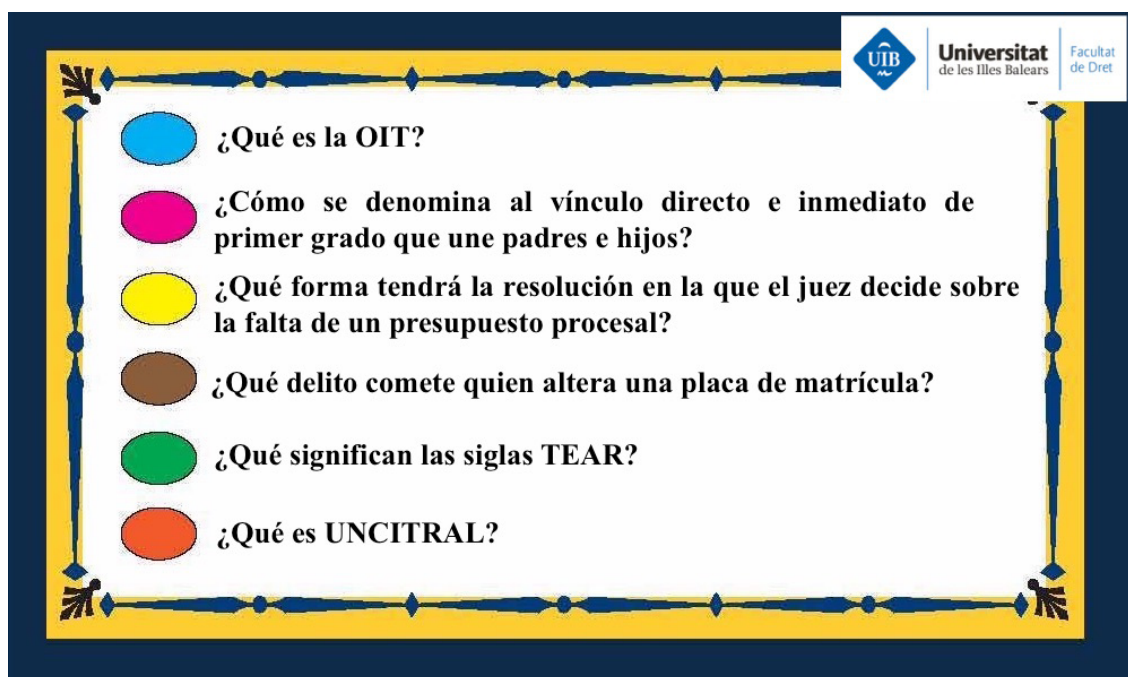 UIB
Universitat
de les Illes Balears
Facultat
de Dret
¿Qué es la OIT?
¿Cómo se denomina al vínculo directo e inmediato de
primer grado que une padres e hijos?
¿Qué forma tendrá la resolución en la que el juez decide sobre
la falta de un presupuesto procesal?
¿Qué delito comete quien altera una placa de matrícula?
¿Qué significan las siglas TEAR?
¿Qué es UNCITRAL?